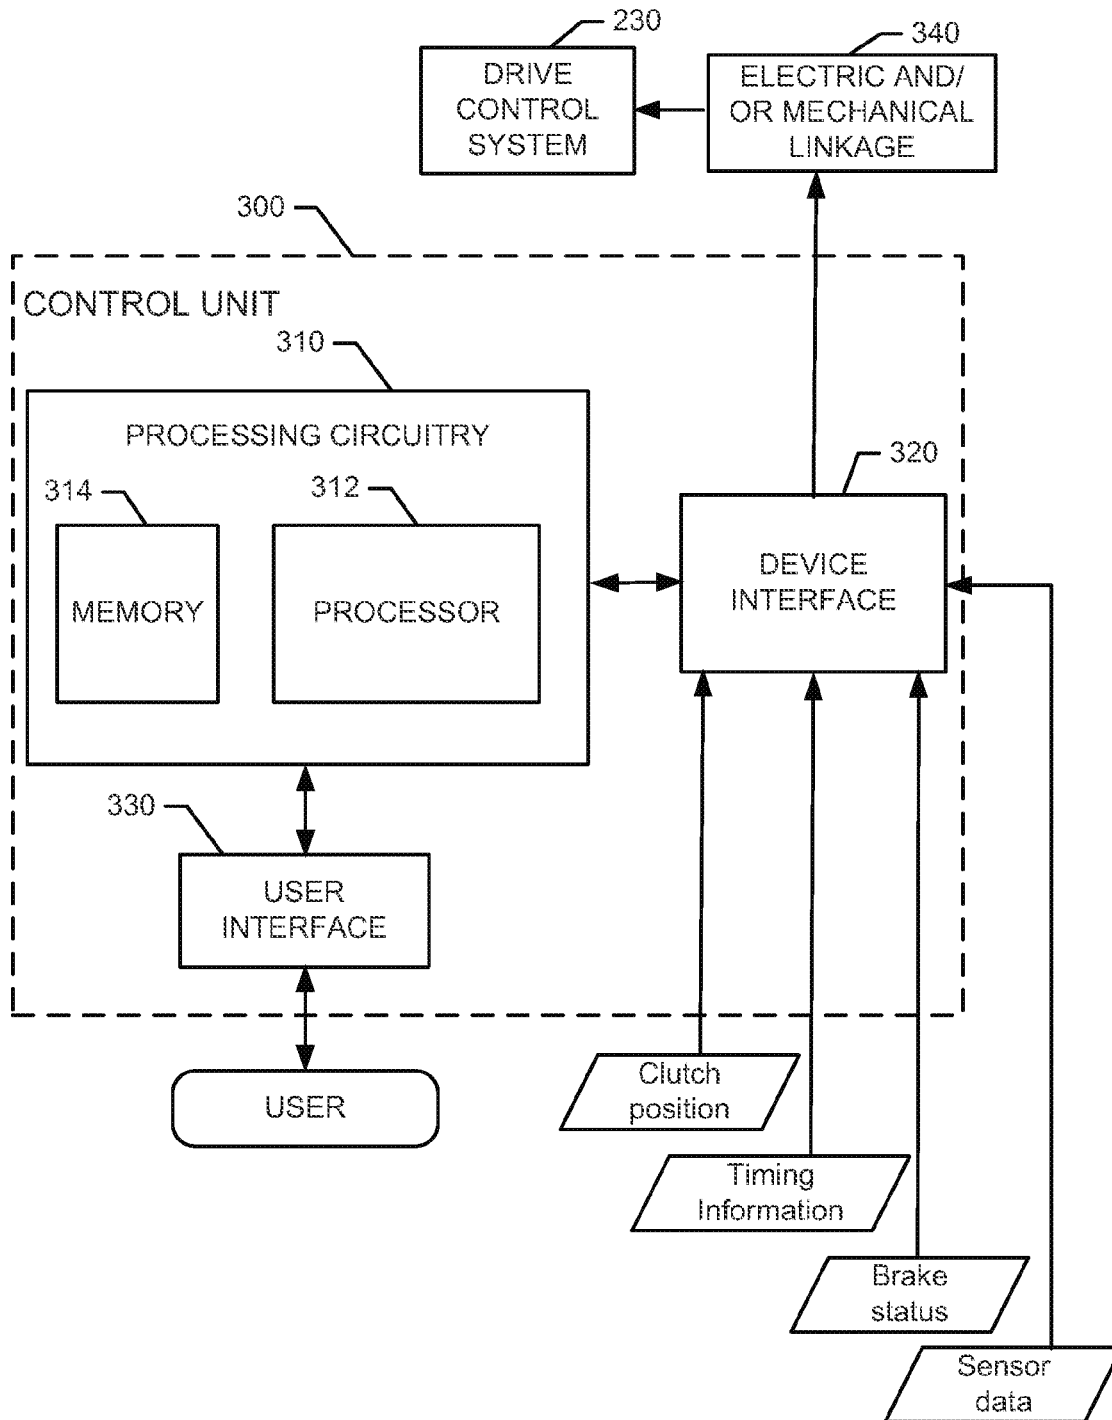 230
340
DRIVE
CONTROL
SYSTEM
ELECTRIC AND/
OR MECHANICAL
LINKAGE
300
CONTROL UNIT
310
PROCESSING CIRCUITRY
320
314
312
MEMORY
PROCESSOR
DEVICE
INTERFACE
330
USER
INTERFACE
USER
Clutch
position
Timing
Information
Brake
status
Sensor
data